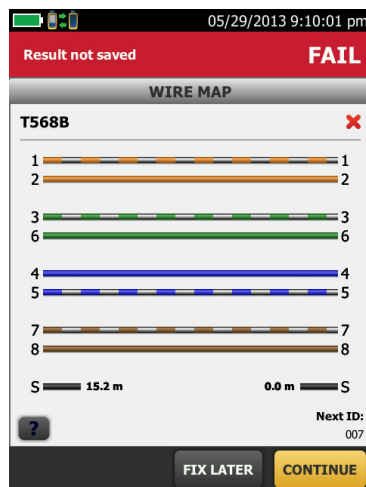 05/29/2013 9:10:01 pm
Result not saved FAIL
WIRE MAP
T568B
1 1
2 2
3 3
6 6
4 4
5 5
7 7
8 8
S 15.2 m 0.0 m S
Next ID:
? 007
FIX LATER CONTINUE